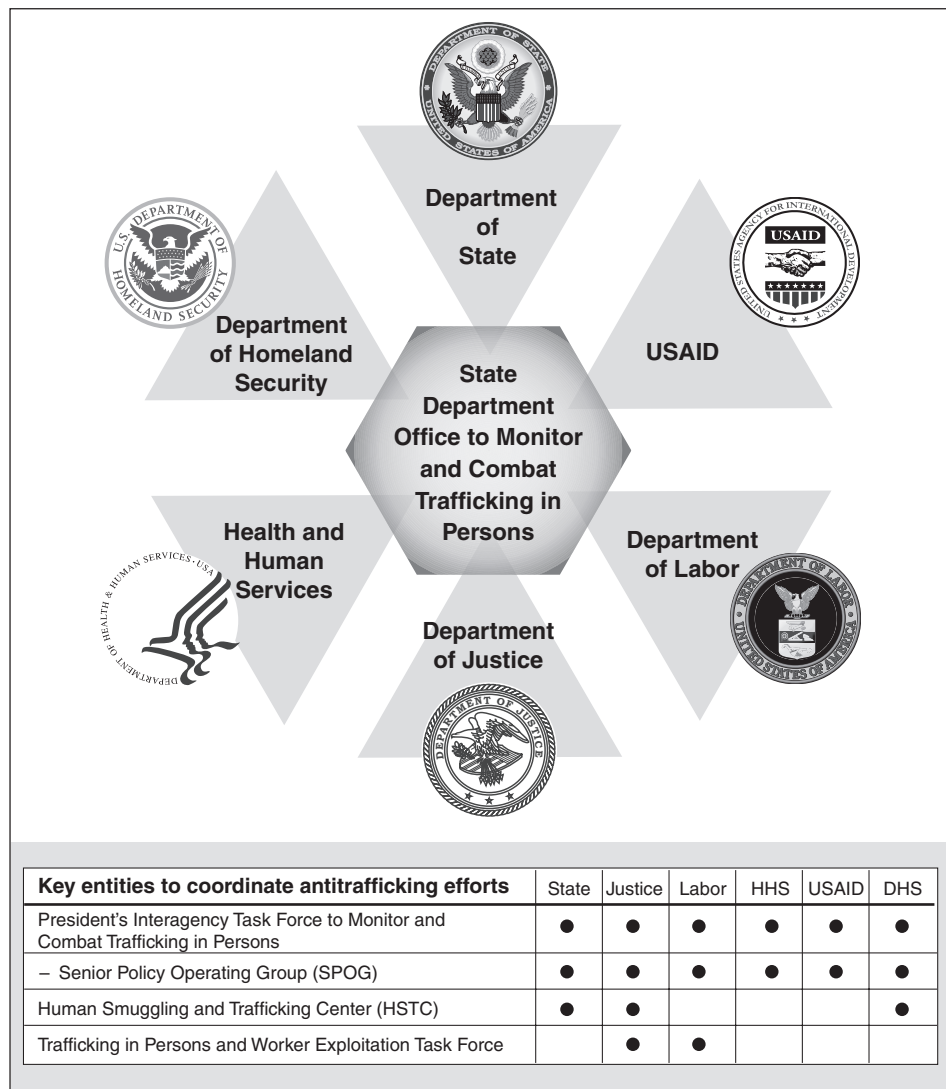 DEPARTMENT OF STATE
UNITED STATES OF AMERICA
Department
of
State
U.S. DEPARTMENT OF
HOMELAND SECURITY
Department
of Homeland
Security
UNITED STATES AGENCY FOR INTERNATIONAL DEVELOPMENT
USAID
USAID
State
Department
Office to Monitor
and Combat
Trafficking in
Persons
Health and
Human
Services
DEPARTMENT OF HEALTH & HUMAN SERVICES · USA
Department
of Labor
DEPARTMENT OF LABOR
UNITED STATES OF AMERICA
Department
of Justice
DEPARTMENT OF JUSTICE
Key entities to coordinate antitrafficking efforts State Justice Labor HHS USAID DHS
President's Interagency Task Force to Monitor and
Combat Trafficking in Persons ● ● ● ● ● ●
– Senior Policy Operating Group (SPOG) ● ● ● ● ● ●
Human Smuggling and Trafficking Center (HSTC) ● ● ●
Trafficking in Persons and Worker Exploitation Task Force ● ●